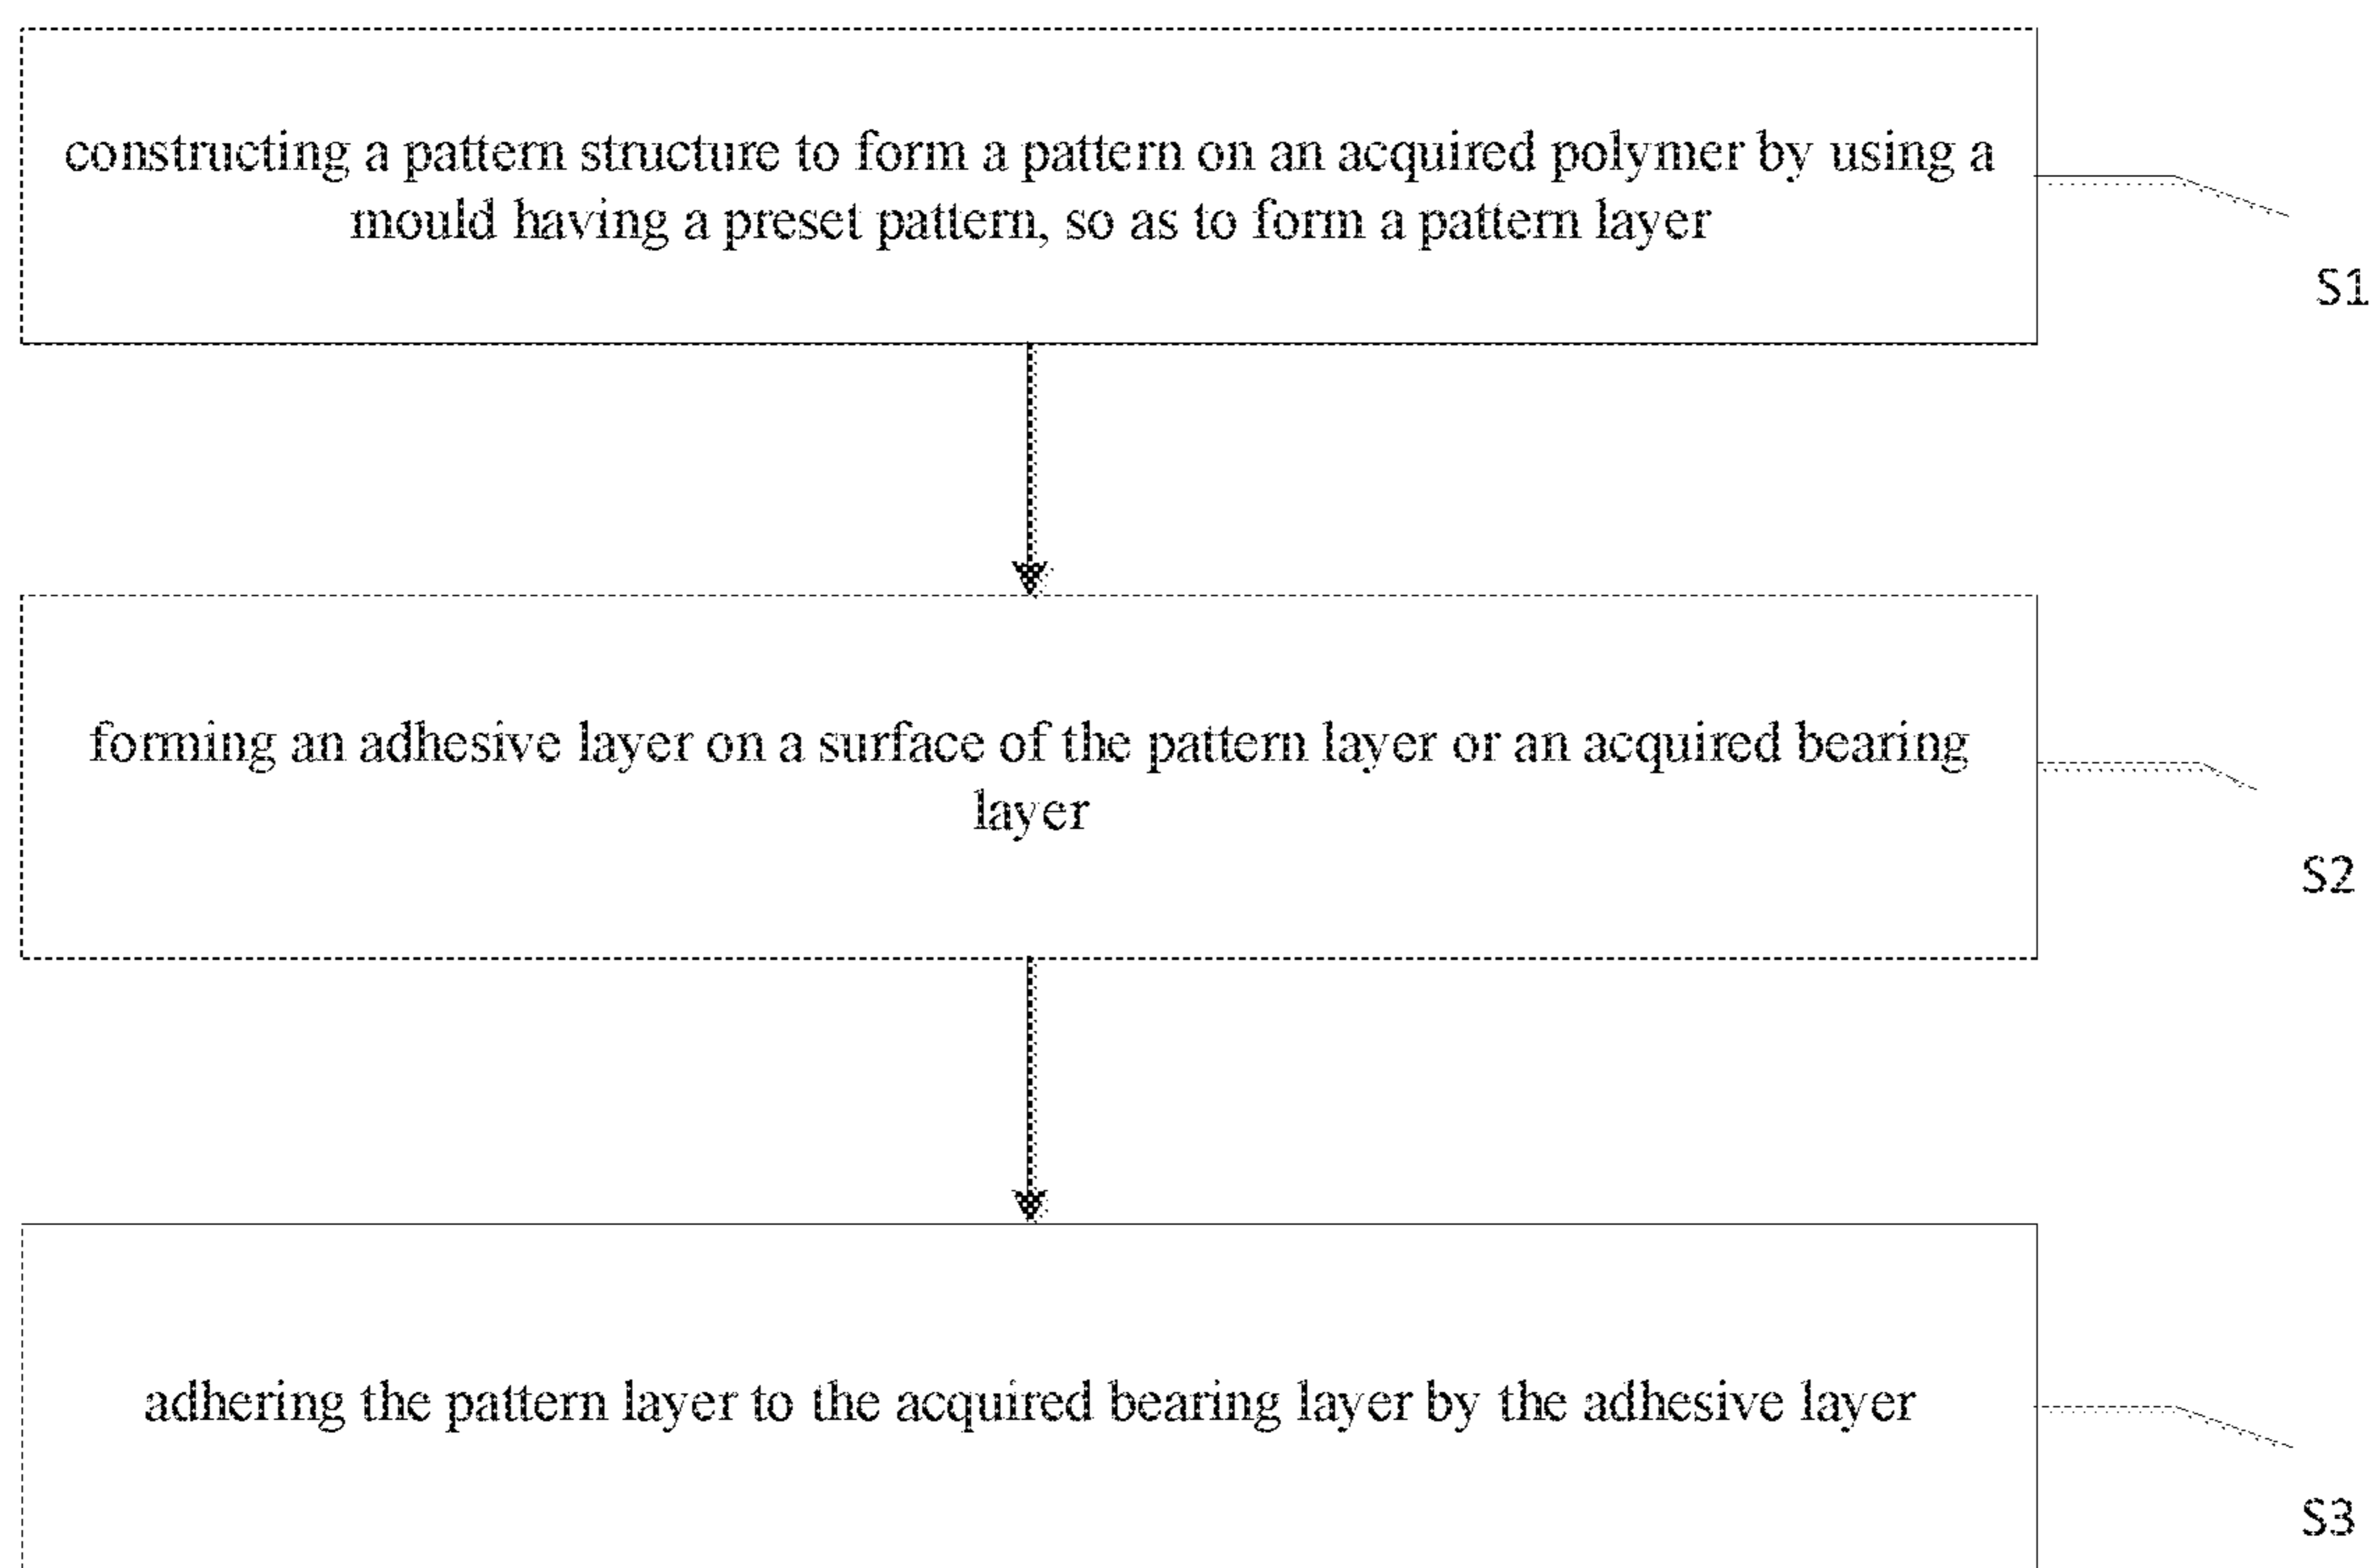 constructing a pattern structure to form a pattern on an acquired polymer by using a
mould having a preset pattern, so as to form a pattern layer
S1
forming an adhesive layer on a surface of the pattern layer or an acquired bearing
layer
S2
adhering the pattern layer to the acquired bearing layer by the adhesive layer
S3